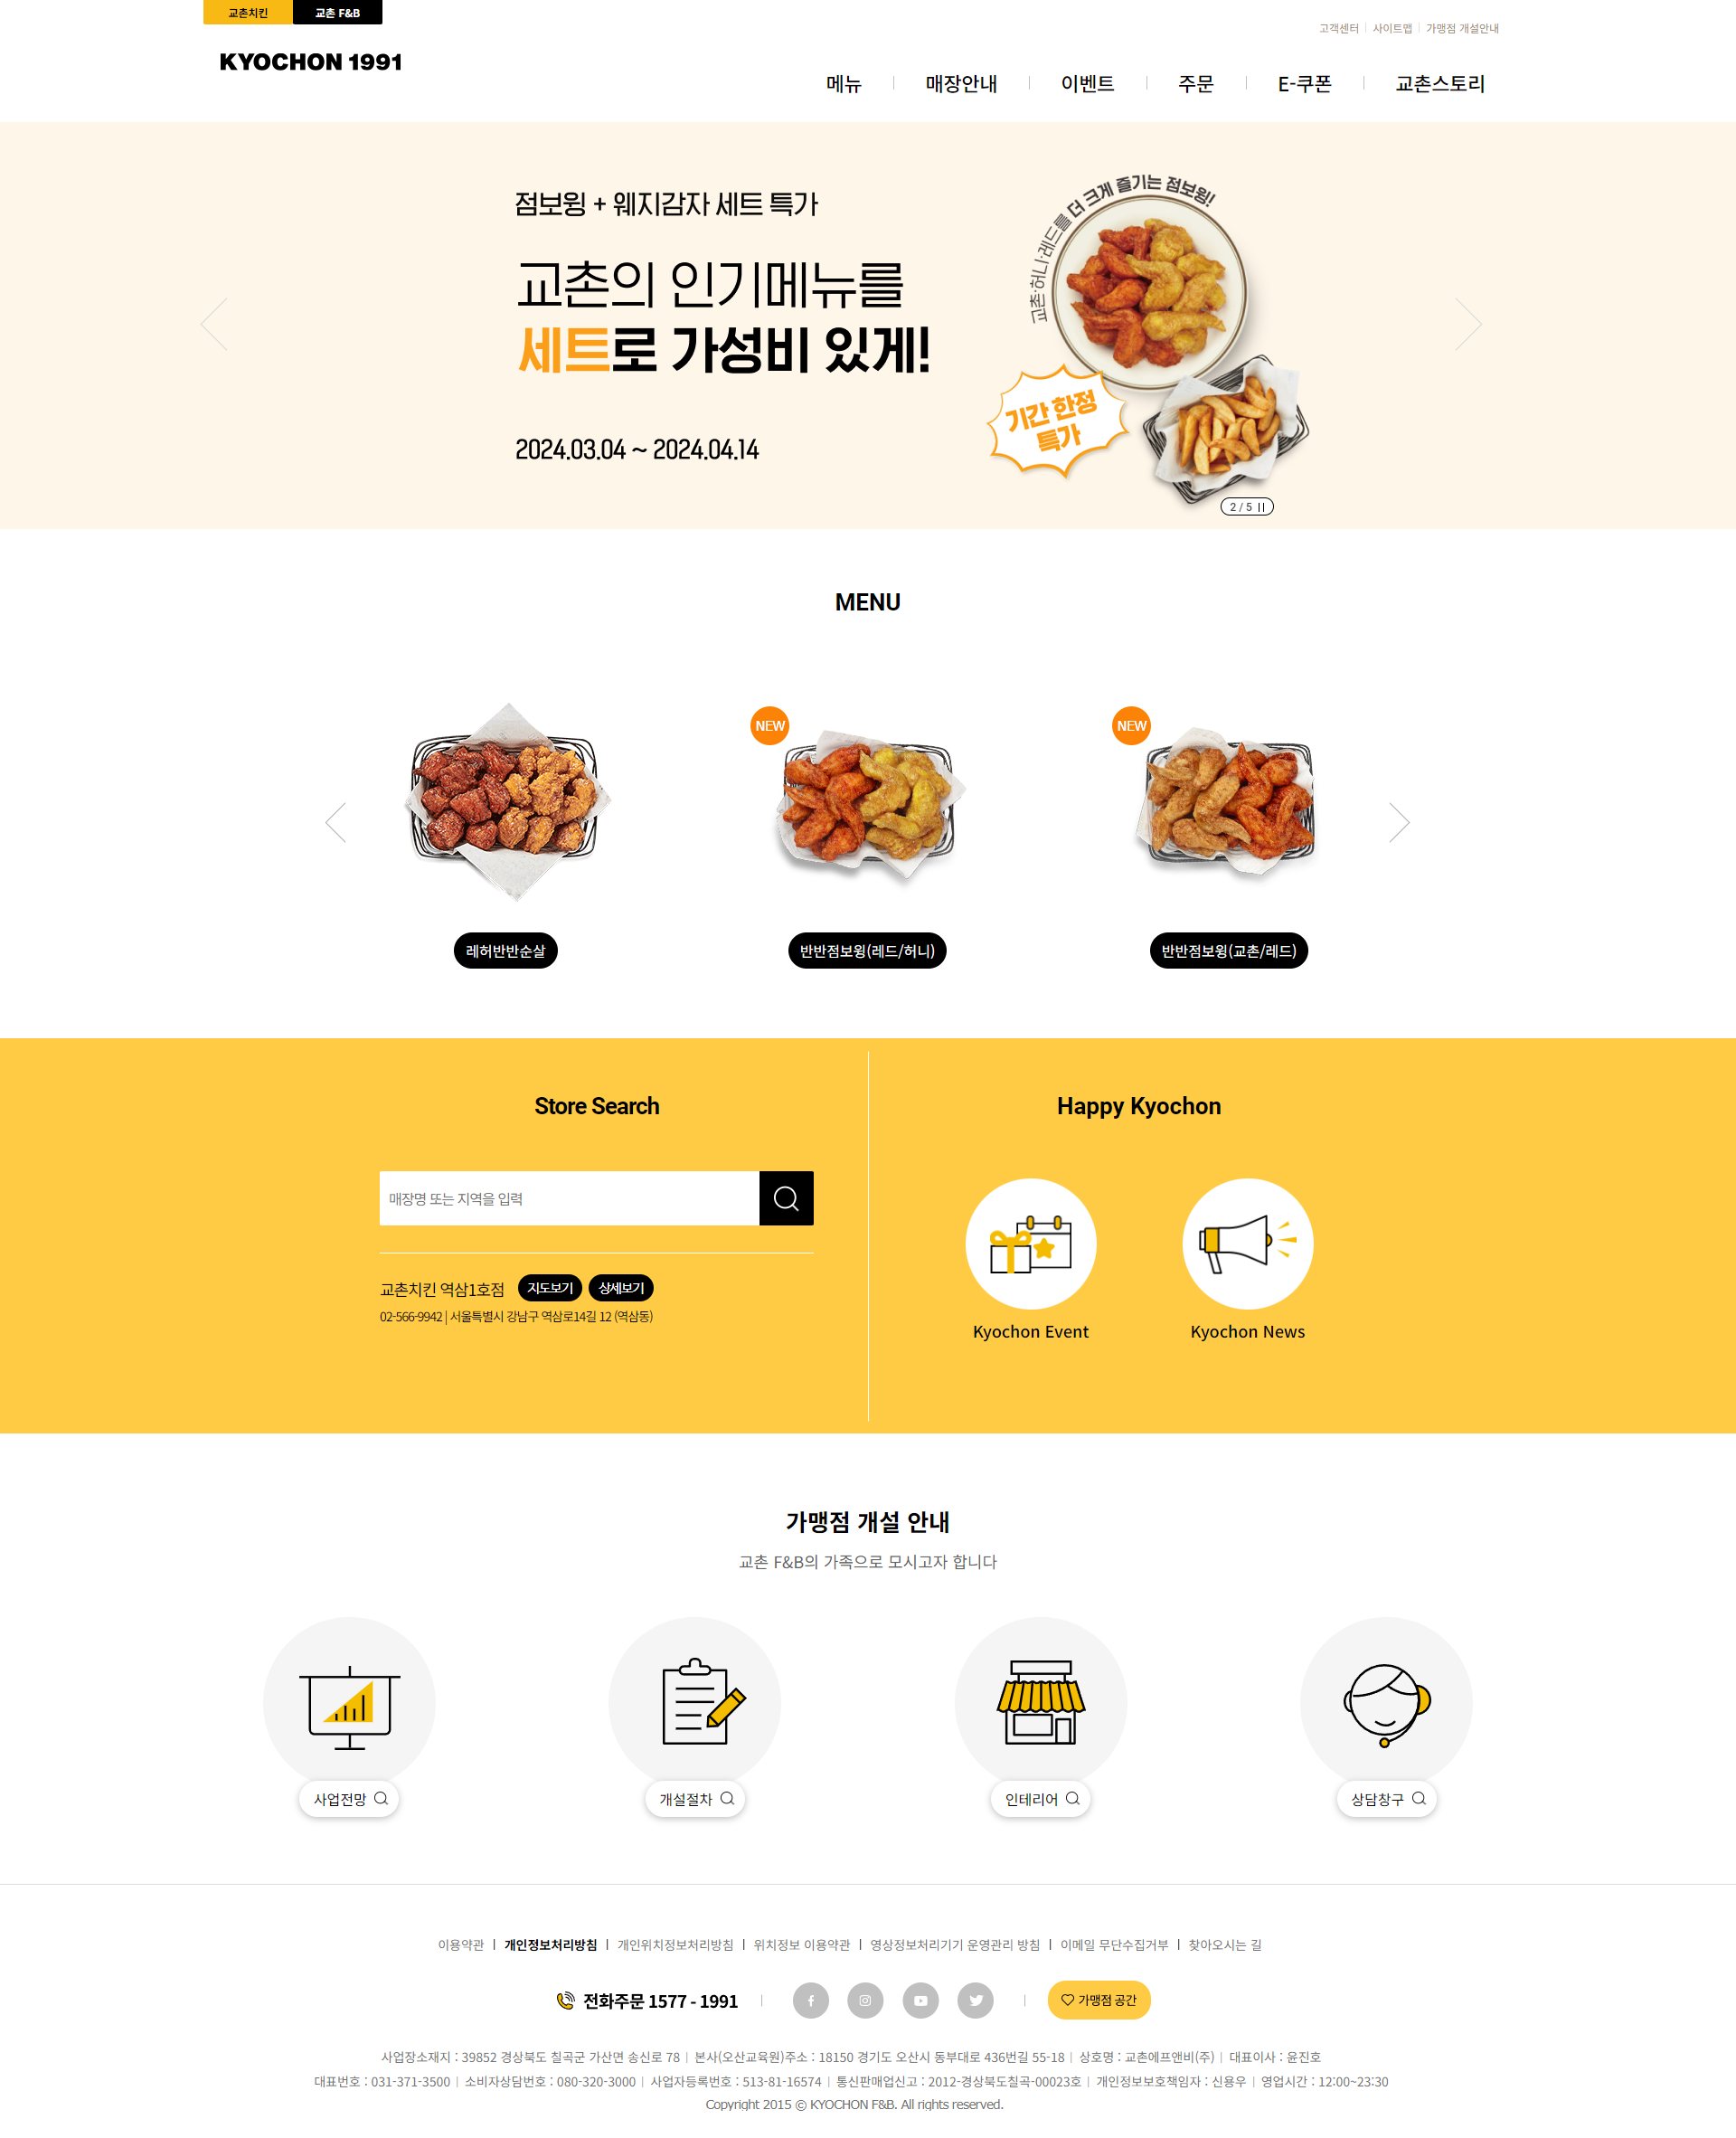 교촌치킨 교촌 F&B
고객센터 사이트맵 가맹점 개설안내
KYOCHON 1991
메뉴 매장안내 이벤트 주문 E-쿠폰 교촌스토리
점보윙 + 웨지감자 세트 특가
교촌의 인기메뉴를
세트로 가성비 있게!
2024.03.04 ~ 2024.04.14
교촌·허니·레드를 더 크게 즐기는 점보윙!
기간 한정
특가
2 / 5
MENU
NEW
NEW
레허반반순살
반반점보윙(레드/허니)
반반점보윙(교촌/레드)
Store Search
매장명 또는 지역을 입력
교촌치킨 역삼1호점 지도보기 상세보기
02-566-9942 | 서울특별시 강남구 역삼로14길 12 (역삼동)
Happy Kyochon
Kyochon Event
Kyochon News
가맹점 개설 안내
교촌 F&B의 가족으로 모시고자 합니다
사업전망
개설절차
인테리어
상담창구
이용약관 | 개인정보처리방침 | 개인위치정보처리방침 | 위치정보 이용약관 | 영상정보처리기기 운영관리 방침 | 이메일 무단수집거부 | 찾아오시는 길
전화주문 1577 - 1991
가맹점 공간
사업장소재지 : 39852 경상북도 칠곡군 가산면 송신로 78 | 본사(오산교육원)주소 : 18150 경기도 오산시 동부대로 436번길 55-18 | 상호명 : 교촌에프앤비(주) | 대표이사 : 윤진호
대표번호 : 031-371-3500 | 소비자상담번호 : 080-320-3000 | 사업자등록번호 : 513-81-16574 | 통신판매업신고 : 2012-경상북도칠곡-00023호 | 개인정보보호책임자 : 신용우 | 영업시간 : 12:00~23:30
Copyright 2015 © KYOCHON F&B. All rights reserved.